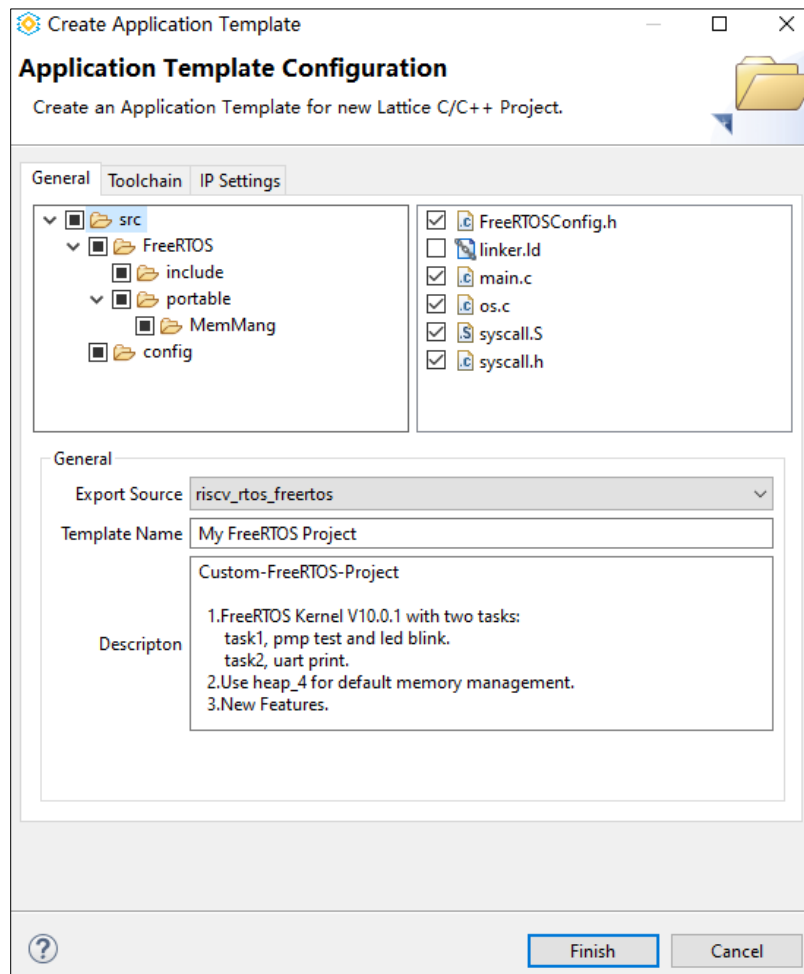 Create Application Template
Application Template Configuration
Create an Application Template for new Lattice C/C++ Project.
General Toolchain IP Settings
src
FreeRTOS
include
portable
MemMang
config
FreeRTOSConfig.h
linker.ld
main.c
os.c
syscall.S
syscall.h
General
Export Source riscv_rtos_freertos
Template Name My FreeRTOS Project
Descripton
Custom-FreeRTOS-Project
1.FreeRTOS Kernel V10.0.1 with two tasks:
task1, pmp test and led blink.
task2, uart print.
2.Use heap_4 for default memory management.
3.New Features.
Finish Cancel